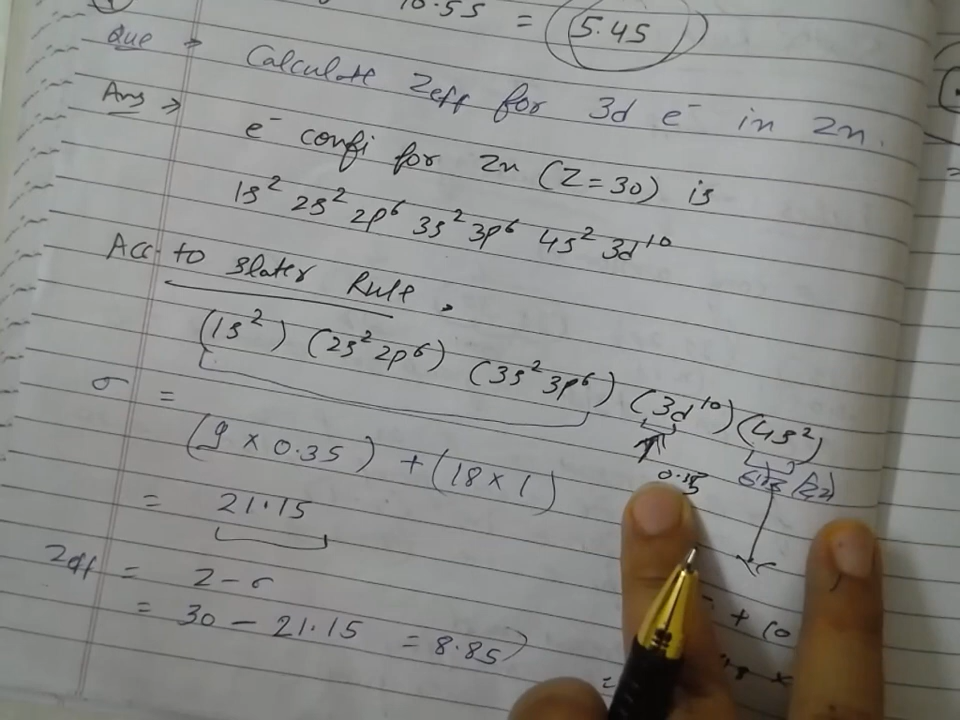 10.55 = 5.45
Que → Calculate Zeff for 3d e⁻ in Zn.
Ans → e⁻ confi for Zn (Z=30) is
1s² 2s² 2p⁶ 3s² 3p⁶ 4s² 3d¹⁰
Acc. to Slater Rule,
(1s²) (2s² 2p⁶) (3s² 3p⁶) (3d¹⁰) (4s²)
0.35
σ = (9 × 0.35) + (18 × 1)
= 21.15
Zeff = Z - σ
= 30 - 21.15 = 8.85
+ (0